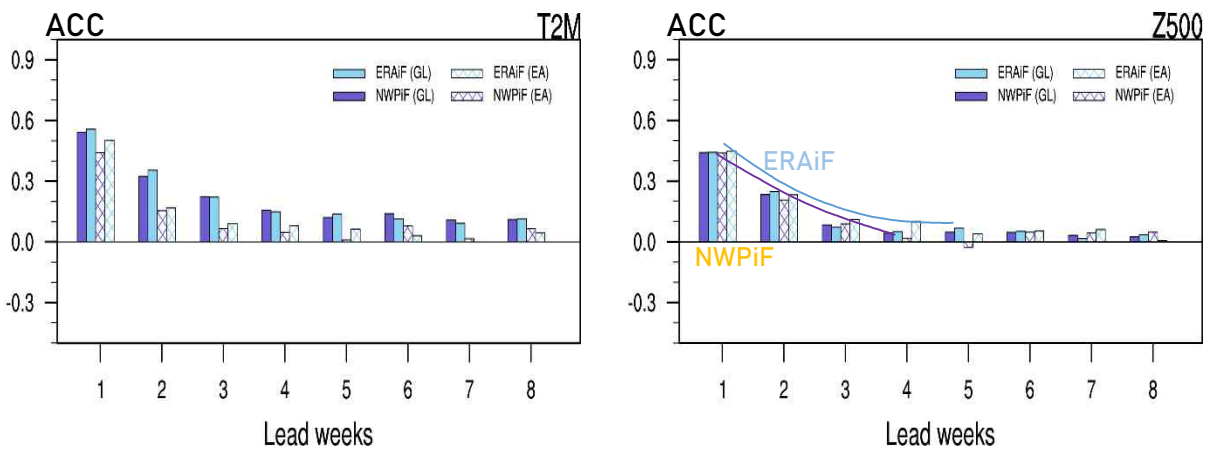 ACC T2M
0.9
0.6
0.3
0.0
-0.3
ERAiF (GL) ERAiF (EA)
NWPiF (GL) NWPiF (EA)
1 2 3 4 5 6 7 8
Lead weeks
ACC Z500
0.9
0.6
0.3
0.0
-0.3
ERAiF (GL) ERAiF (EA)
NWPiF (GL) NWPiF (EA)
ERAiF
NWPiF
1 2 3 4 5 6 7 8
Lead weeks